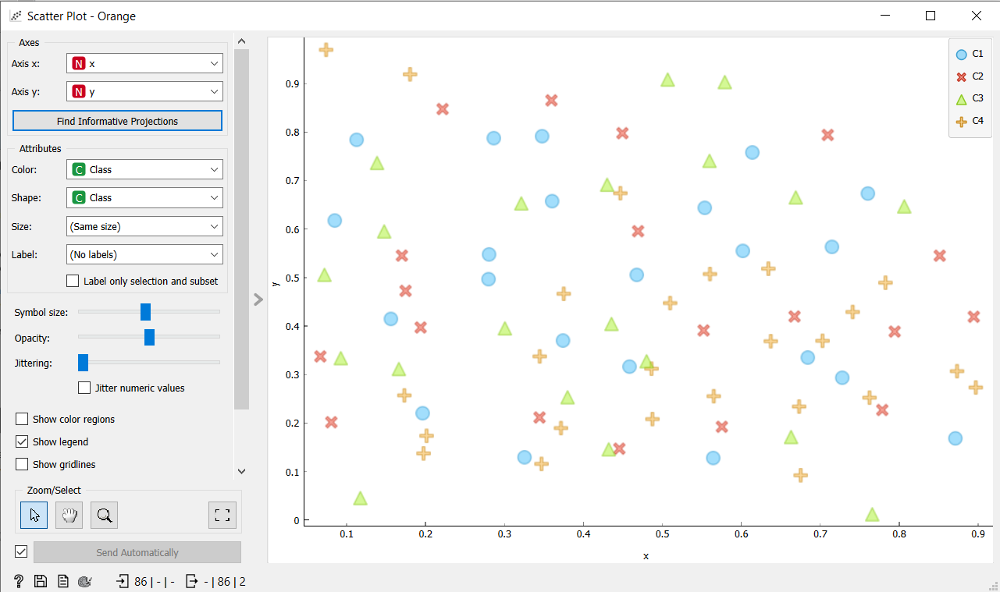 Scatter Plot - Orange
Axes
Axis x: N x
Axis y: N y
Find Informative Projections
Attributes
Color: C Class
Shape: C Class
Size: (Same size)
Label: (No labels)
Label only selection and subset
Symbol size:
Opacity:
Jittering:
Jitter numeric values
Show color regions
Show legend
Show gridlines
Zoom/Select
Send Automatically
? 86 | - | - - | 86 | 2
y
0.9
0.8
0.7
0.6
0.5
0.4
0.3
0.2
0.1
0
0.1 0.2 0.3 0.4 0.5 0.6 0.7 0.8 0.9
x
C1
C2
C3
C4